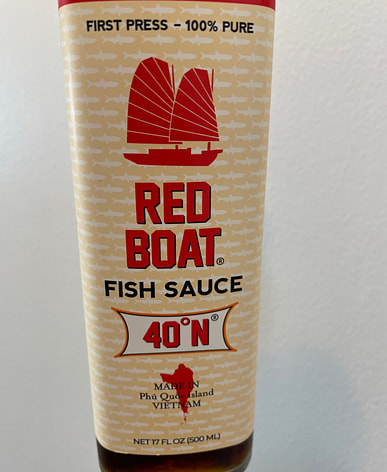 FIRST PRESS – 100% PURE
RED
BOAT®
FISH SAUCE
40°N®
MADE IN
Phú Quốc Island
VIETNAM
NET 17 FL OZ (500 ML)